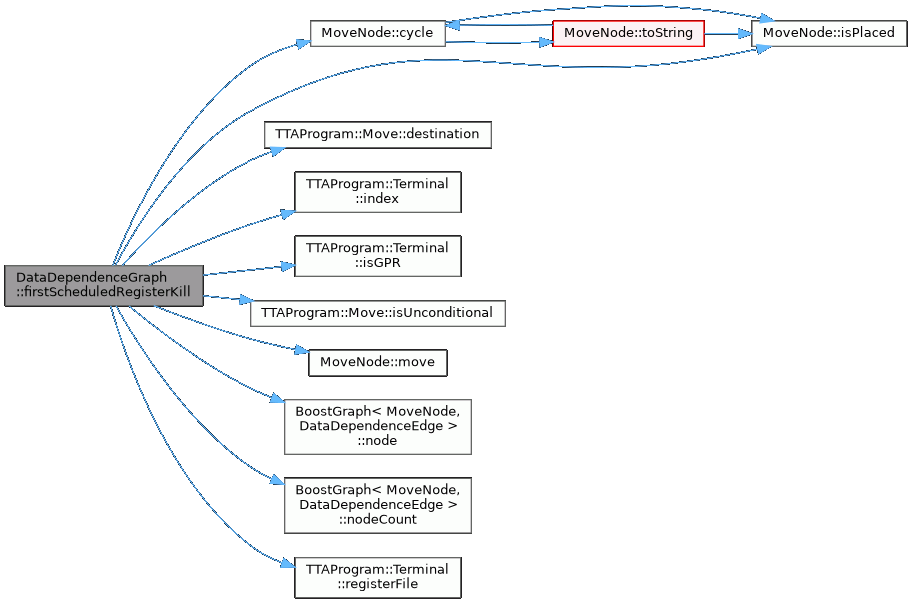 MoveNode::cycle
MoveNode::toString
MoveNode::isPlaced
TTAProgram::Move::destination
TTAProgram::Terminal
::index
TTAProgram::Terminal
::isGPR
DataDependenceGraph
::firstScheduledRegisterKill
TTAProgram::Move::isUnconditional
MoveNode::move
BoostGraph< MoveNode,
DataDependenceEdge >
::node
BoostGraph< MoveNode,
DataDependenceEdge >
::nodeCount
TTAProgram::Terminal
::registerFile